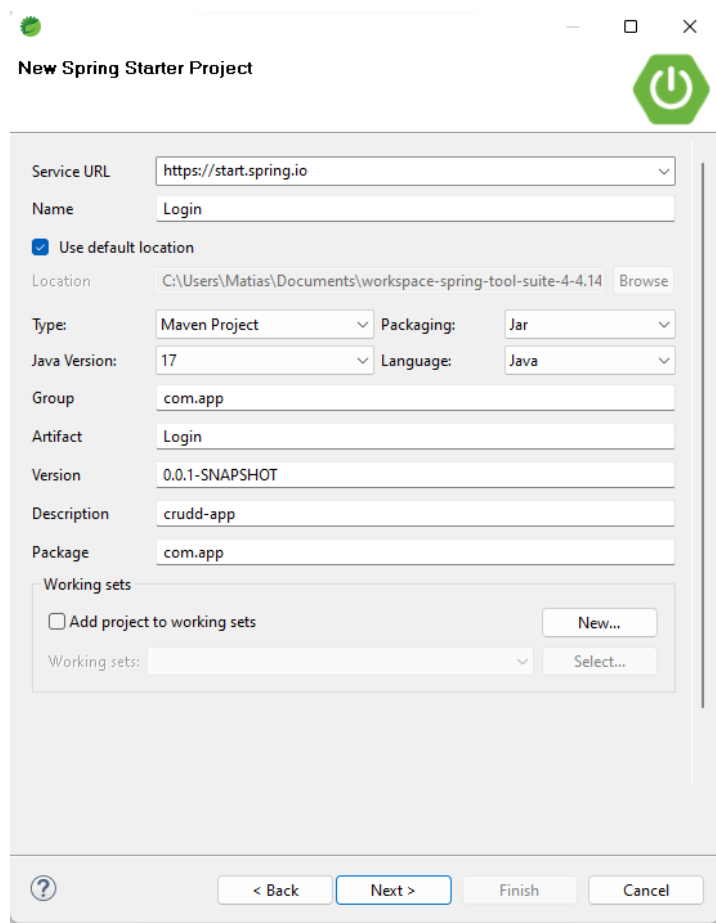 New Spring Starter Project
Service URL https://start.spring.io
Name Login
Use default location
Location C:\Users\Matias\Documents\workspace-spring-tool-suite-4-4.14 Browse
Type: Maven Project Packaging: Jar
Java Version: 17 Language: Java
Group com.app
Artifact Login
Version 0.0.1-SNAPSHOT
Description crudd-app
Package com.app
Working sets
Add project to working sets New...
Working sets: Select...
? < Back Next > Finish Cancel